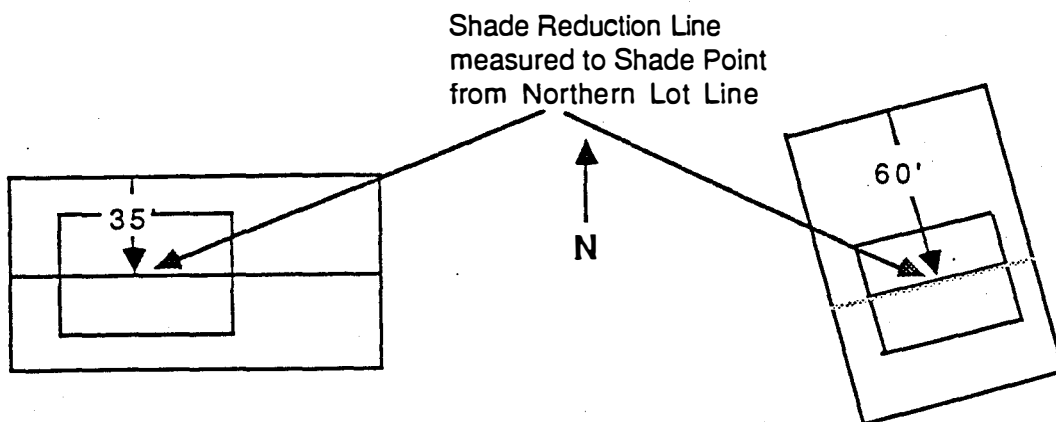 Shade Reduction Line
measured to Shade Point
from Northern Lot Line
35'
60'
N